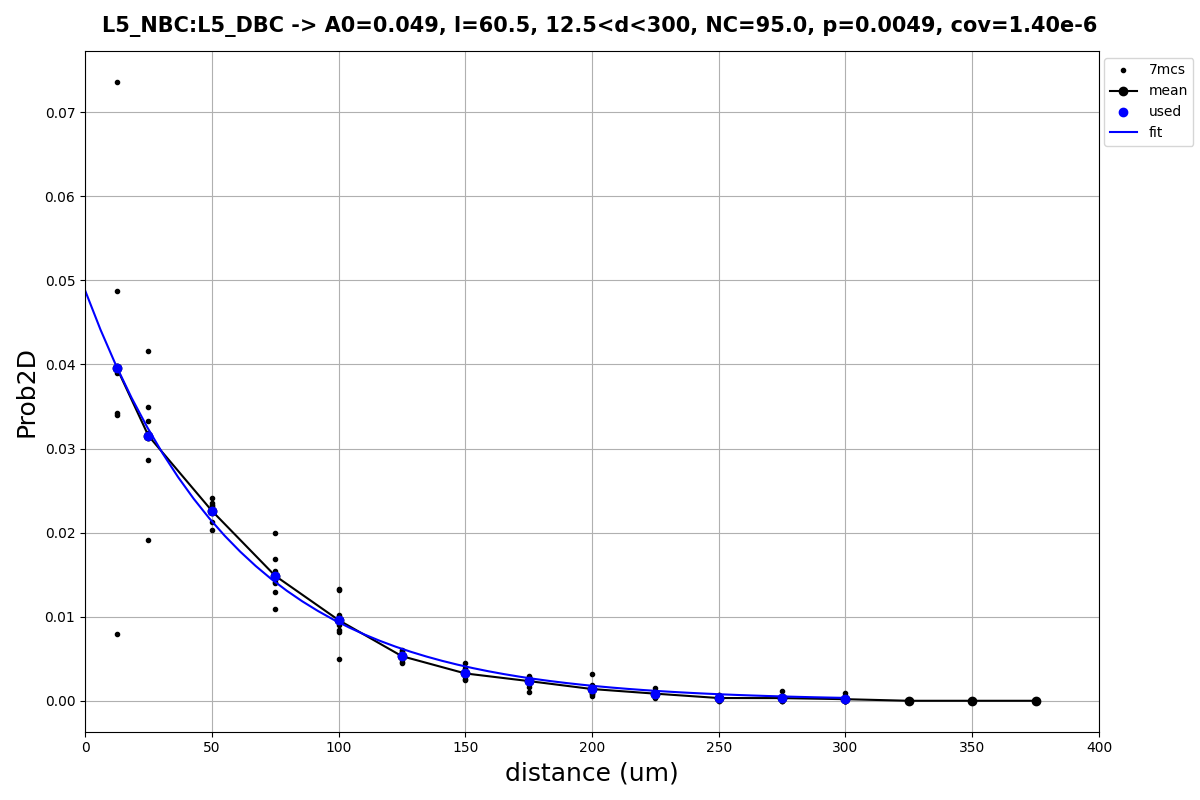 L5_NBC:L5_DBC -> A0=0.049, l=60.5, 12.5<d<300, NC=95.0, p=0.0049, cov=1.40e-6
7mcs
mean
used
fit
Prob2D
0.07
0.06
0.05
0.04
0.03
0.02
0.01
0.00
0 50 100 150 200 250 300 350 400
distance (um)